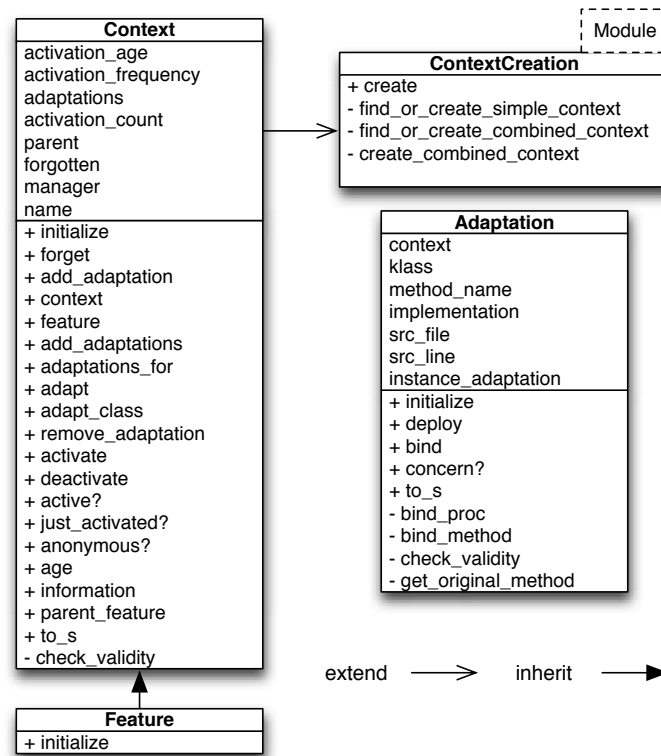 Context
activation_age
activation_frequency
adaptations
activation_count
parent
forgotten
manager
name
+ initialize
+ forget
+ add_adaptation
+ context
+ feature
+ add_adaptations
+ adaptations_for
+ adapt
+ adapt_class
+ remove_adaptation
+ activate
+ deactivate
+ active?
+ just_activated?
+ anonymous?
+ age
+ information
+ parent_feature
+ to_s
- check_validity
Feature
+ initialize
Module
ContextCreation
+ create
- find_or_create_simple_context
- find_or_create_combined_context
- create_combined_context
Adaptation
context
klass
method_name
implementation
src_file
src_line
instance_adaptation
+ initialize
+ deploy
+ bind
+ concern?
+ to_s
- bind_proc
- bind_method
- check_validity
- get_original_method
extend
inherit